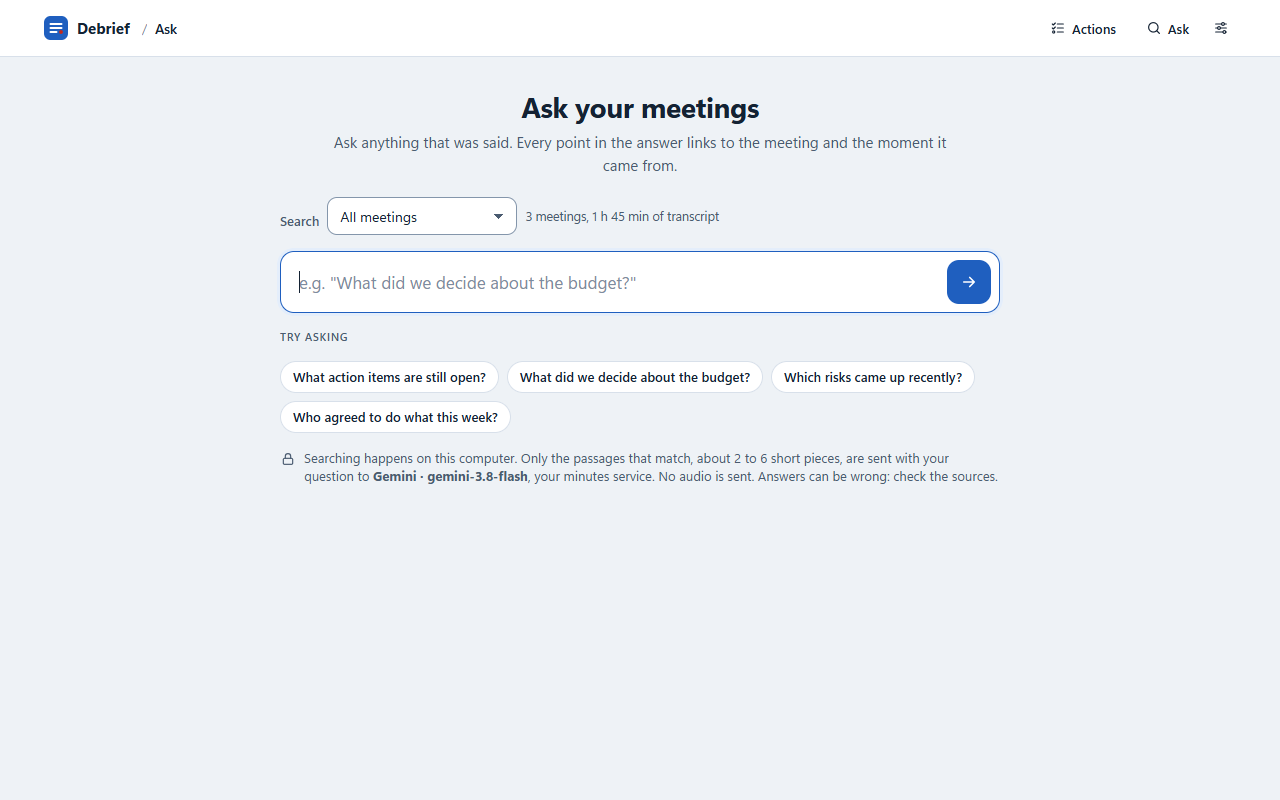 Debrief / Ask
Actions
Ask
Ask your meetings
Ask anything that was said. Every point in the answer links to the meeting and the moment it
came from.
Search
All meetings
3 meetings, 1 h 45 min of transcript
e.g. "What did we decide about the budget?"
TRY ASKING
What action items are still open?
What did we decide about the budget?
Which risks came up recently?
Who agreed to do what this week?
Searching happens on this computer. Only the passages that match, about 2 to 6 short pieces, are sent with your
question to Gemini · gemini-3.8-flash, your minutes service. No audio is sent. Answers can be wrong: check the sources.